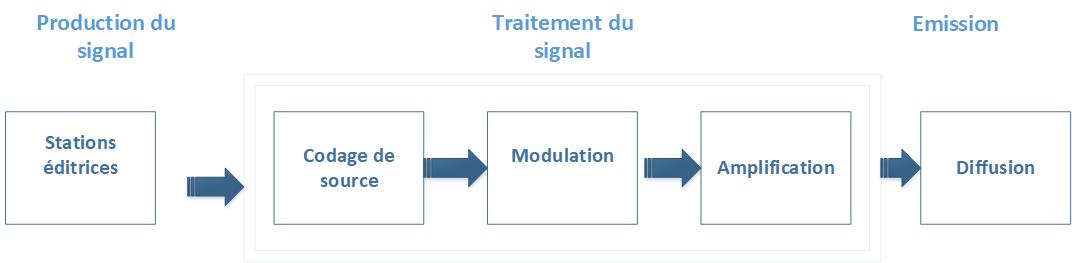 Production du
signal
Traitement du
signal
Emission
Stations
éditrices
Codage de
source
Modulation
Amplification
Diffusion